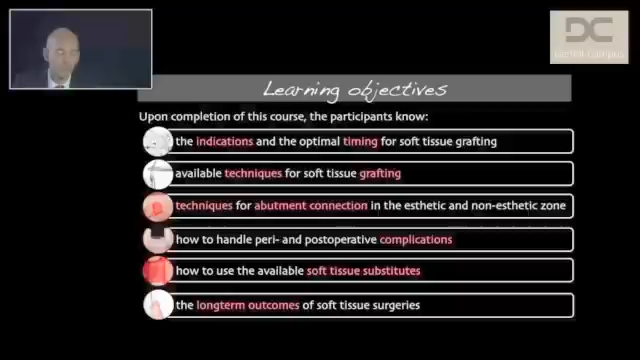 DC
dental campus
Learning objectives
Upon completion of this course, the participants know:
the indications and the optimal timing for soft tissue grafting
available techniques for soft tissue grafting
techniques for abutment connection in the esthetic and non-esthetic zone
how to handle peri- and postoperative complications
how to use the available soft tissue substitutes
the longterm outcomes of soft tissue surgeries